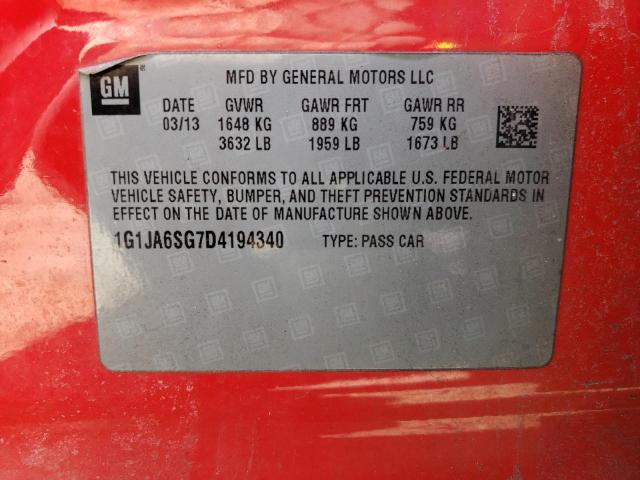 GM
MFD BY GENERAL MOTORS LLC
DATE GVWR GAWR FRT GAWR RR
03/13 1648 KG 889 KG 759 KG
3632 LB 1959 LB 1673 LB
THIS VEHICLE CONFORMS TO ALL APPLICABLE U.S. FEDERAL MOTOR
VEHICLE SAFETY, BUMPER, AND THEFT PREVENTION STANDARDS IN
EFFECT ON THE DATE OF MANUFACTURE SHOWN ABOVE.
1G1JA6SG7D4194340 TYPE: PASS CAR